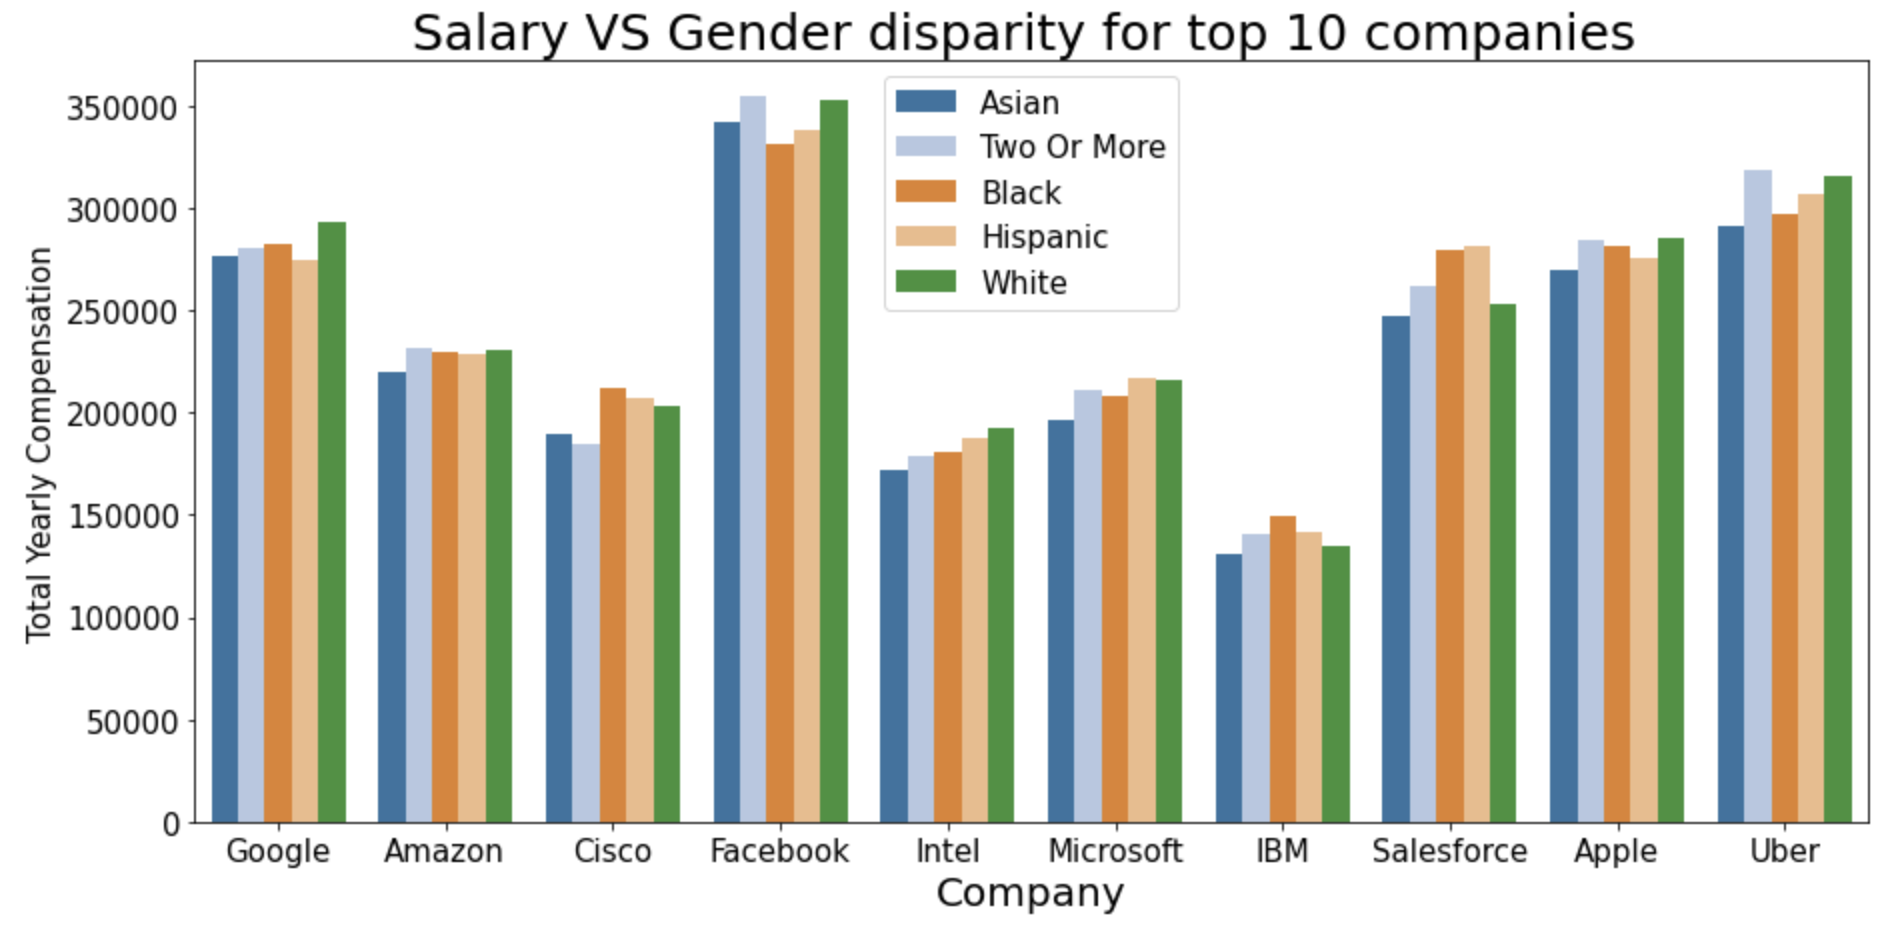 Salary VS Gender disparity for top 10 companies
Asian
Two Or More
Black
Hispanic
White
Total Yearly Compensation
350000
300000
250000
200000
150000
100000
50000
0
Google Amazon Cisco Facebook Intel Microsoft IBM Salesforce Apple Uber
Company